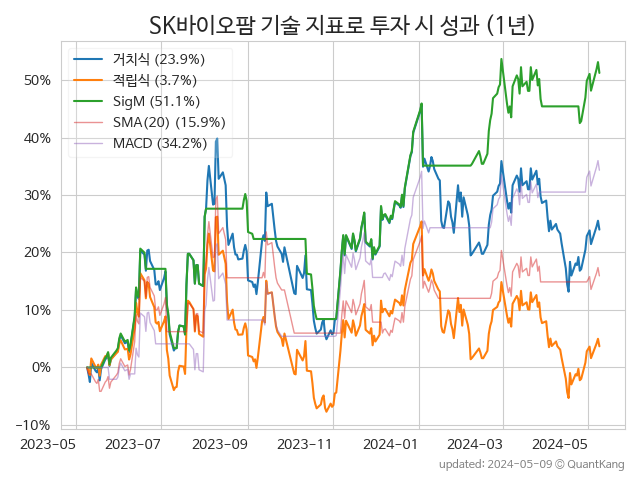 SK바이오팜 기술 지표로 투자 시 성과 (1년)
거치식 (23.9%)
적립식 (3.7%)
SigM (51.1%)
SMA(20) (15.9%)
MACD (34.2%)
50%
40%
30%
20%
10%
0%
−10%
2023-05 2023-07 2023-09 2023-11 2024-01 2024-03 2024-05
updated: 2024-05-09 © QuantKang